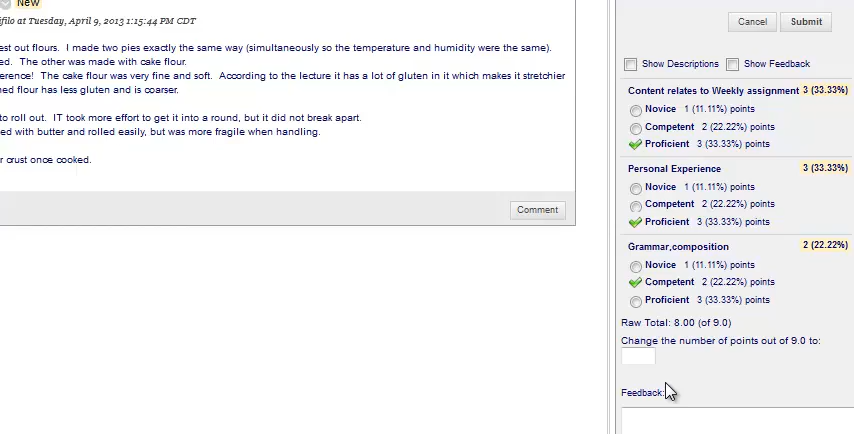 New
ifilo at Tuesday, April 9, 2013 1:15:44 PM CDT
est out flours. I made two pies exactly the same way (simultaneously so the temperature and humidity were the same).
ed. The other was made with cake flour.
erence! The cake flour was very fine and soft. According to the lecture it has a lot of gluten in it which makes it stretchier
ned flour has less gluten and is coarser.
to roll out. IT took more effort to get it into a round, but it did not break apart.
ed with butter and rolled easily, but was more fragile when handling.
r crust once cooked.
Comment
Cancel Submit
Show Descriptions Show Feedback
Content relates to Weekly assignment 3 (33.33%)
Novice 1 (11.11%) points
Competent 2 (22.22%) points
Proficient 3 (33.33%) points
Personal Experience 3 (33.33%)
Novice 1 (11.11%) points
Competent 2 (22.22%) points
Proficient 3 (33.33%) points
Grammar,composition 2 (22.22%)
Novice 1 (11.11%) points
Competent 2 (22.22%) points
Proficient 3 (33.33%) points
Raw Total: 8.00 (of 9.0)
Change the number of points out of 9.0 to:
Feedback: